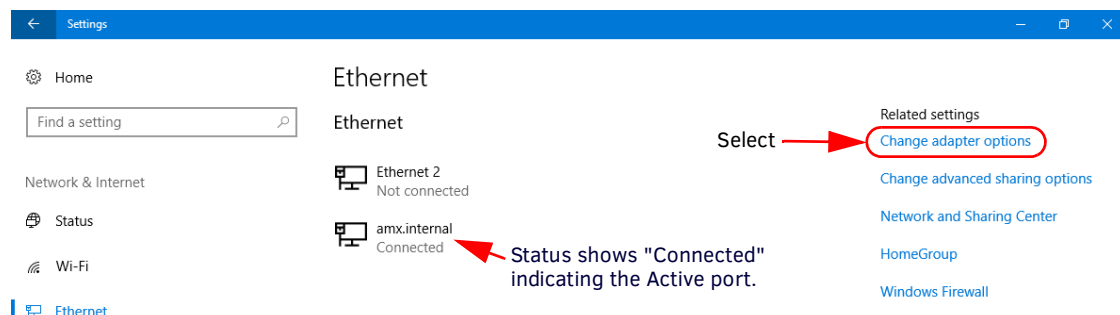 Settings
Home
Find a setting
Network & Internet
Status
Wi-Fi
Ethernet
Ethernet
Ethernet
Ethernet 2
Not connected
amx.internal
Connected
Status shows "Connected"
indicating the Active port.
Select
Related settings
Change adapter options
Change advanced sharing options
Network and Sharing Center
HomeGroup
Windows Firewall